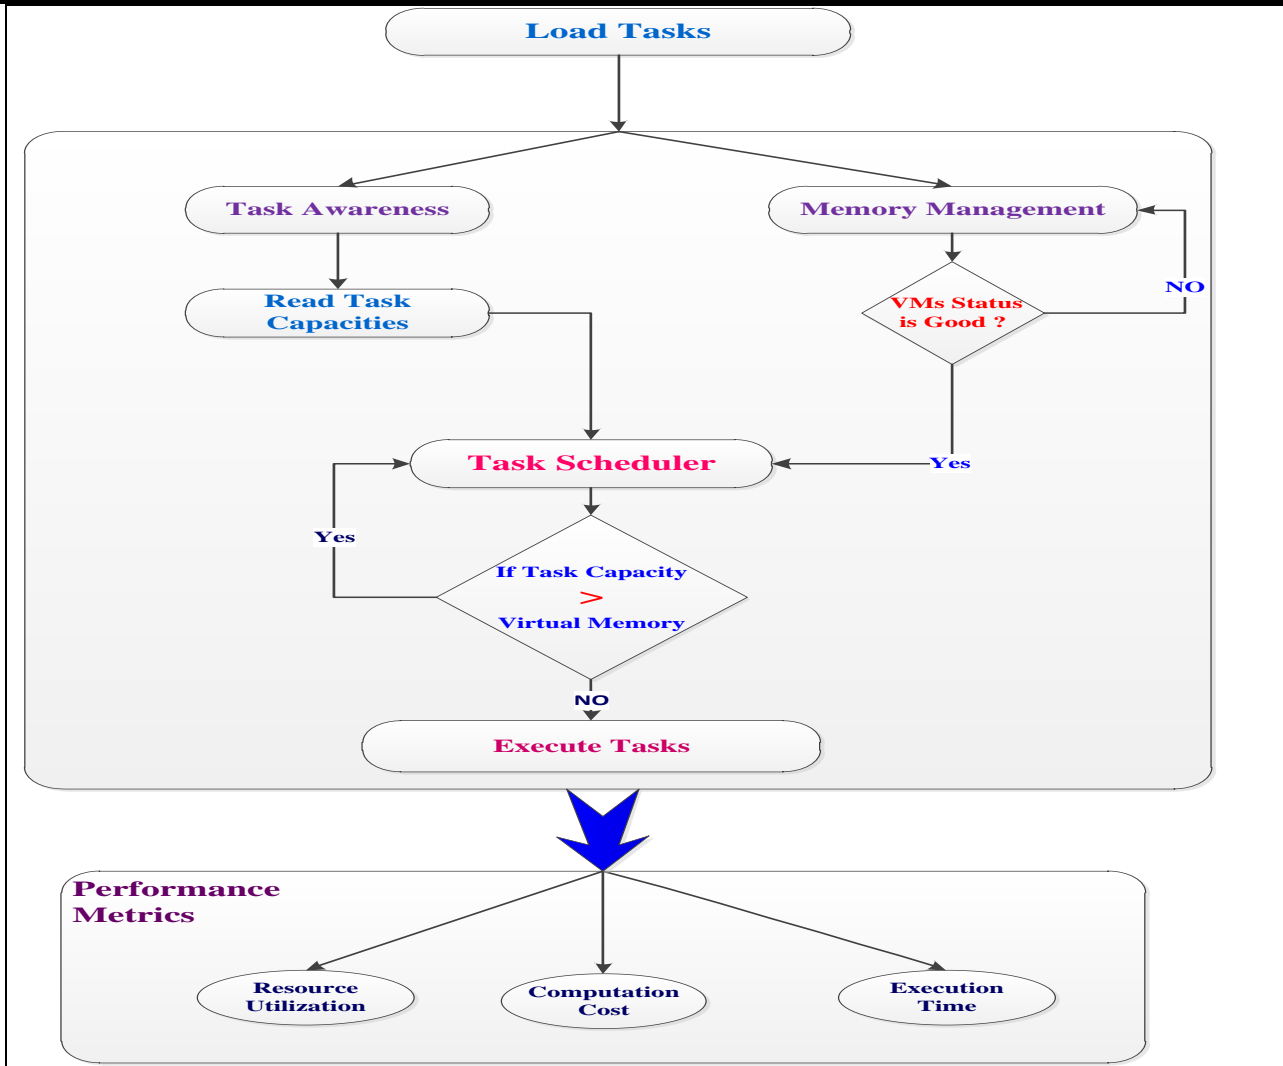 Load Tasks
Task Awareness
Memory Management
Read Task
Capacities
VMs Status
is Good ?
NO
Task Scheduler
Yes
Yes
If Task Capacity
>
Virtual Memory
NO
Execute Tasks
Performance
Metrics
Resource
Utilization
Computation
Cost
Execution
Time